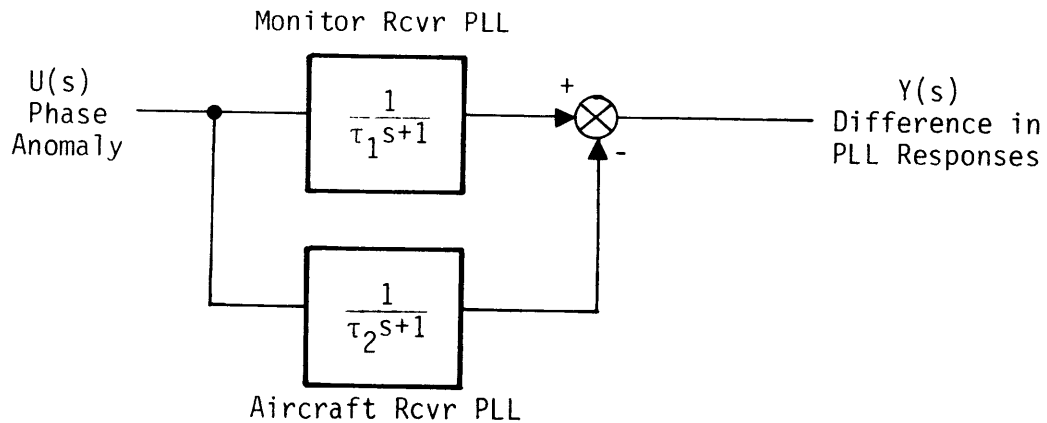 Monitor Rcvr PLL
U(s)
Phase
Anomaly
1
τ₁s+1
+
-
Y(s)
Difference in
PLL Responses
1
τ₂s+1
Aircraft Rcvr PLL